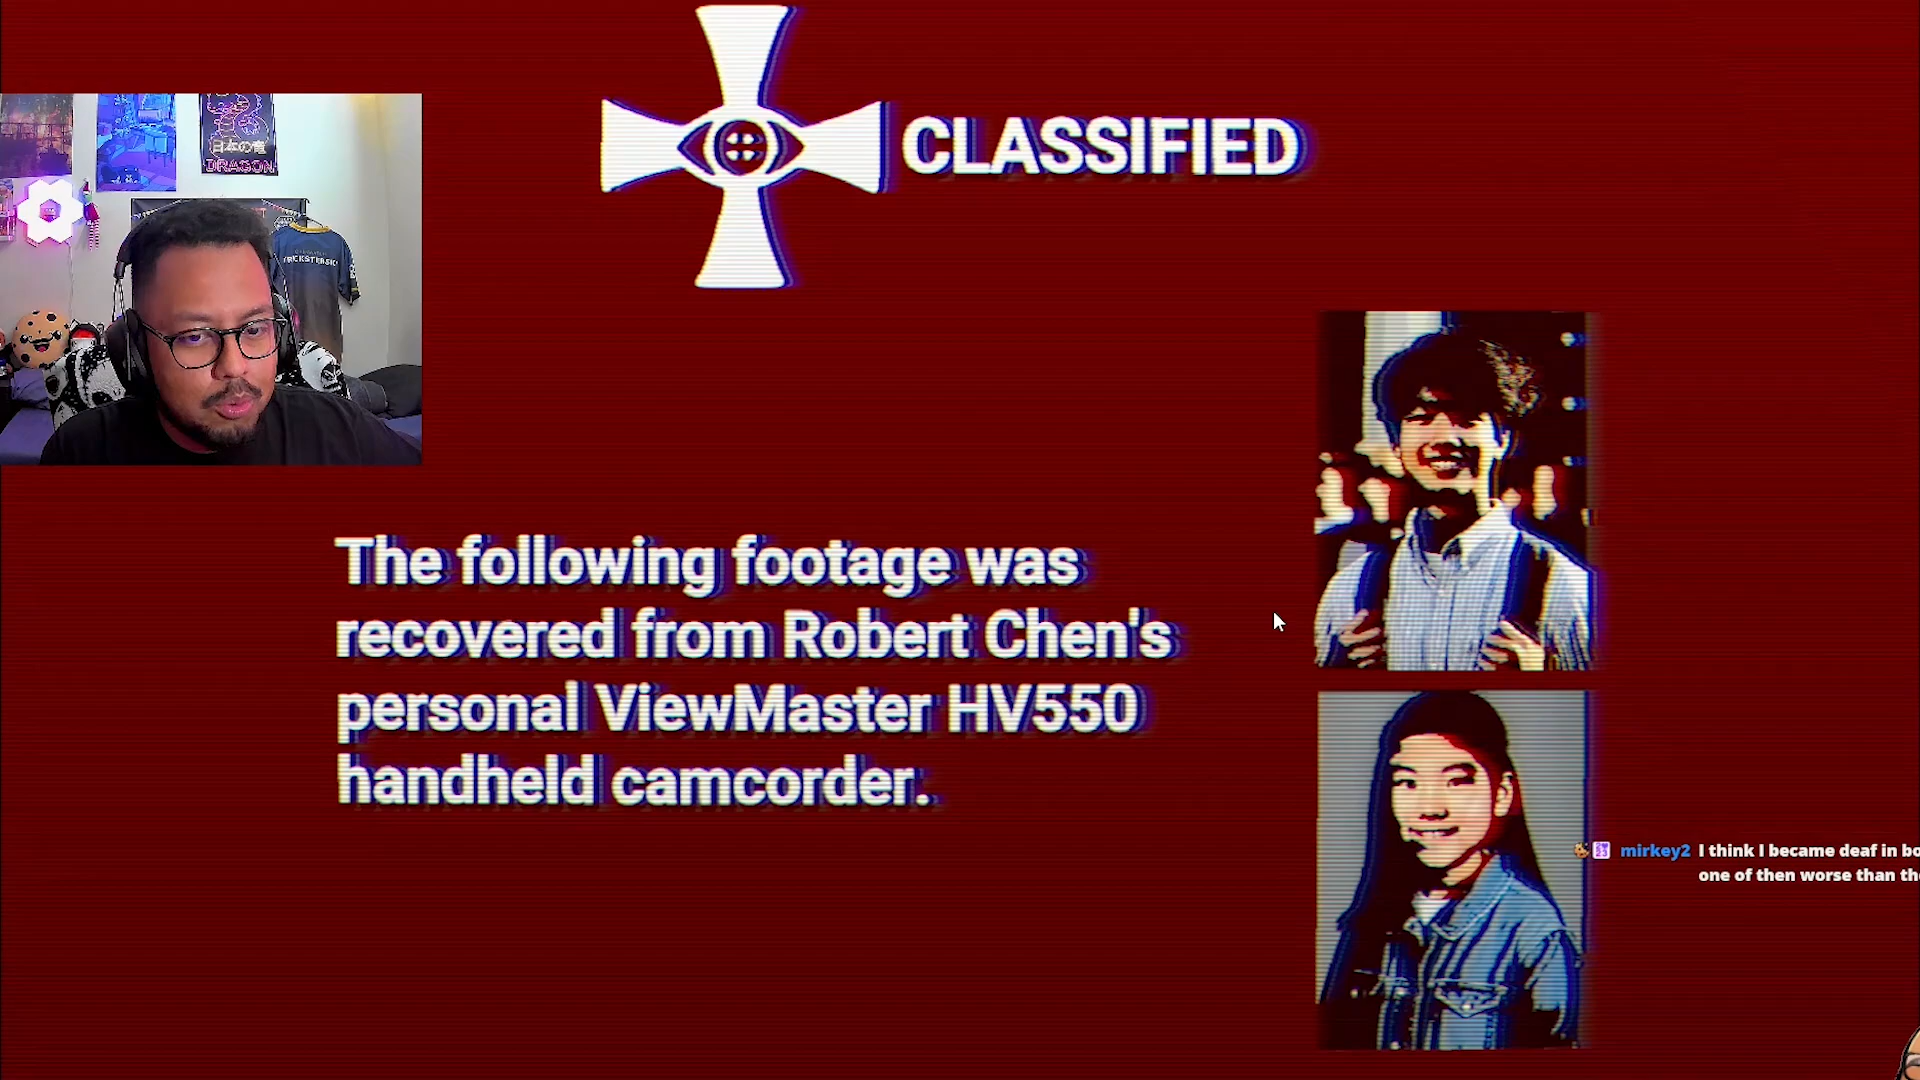 CLASSIFIED
日本の竜
DRAGON
The following footage was
recovered from Robert Chen's
personal ViewMaster HV550
handheld camcorder.
mirkey2 I think I became deaf in bo
one of then worse than the